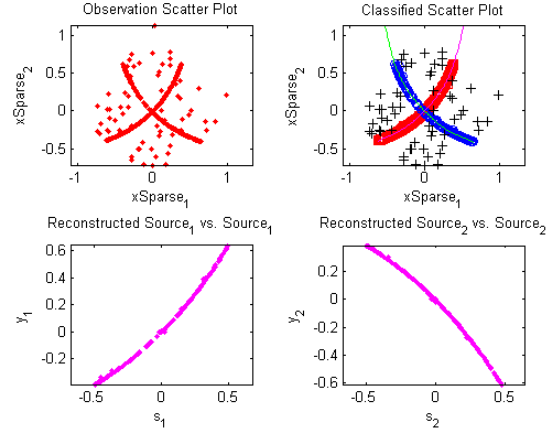 Observation Scatter Plot
1
0.5
0
-0.5
-1
0
1
xSparse₂
xSparse₁
Classified Scatter Plot
1
0.5
0
-0.5
-1
0
1
xSparse₂
xSparse₁
Reconstructed Source₁ vs. Source₁
0.6
0.4
0.2
0
-0.2
-0.5
0
0.5
y₁
s₁
Reconstructed Source₂ vs. Source₂
0.2
0
-0.2
-0.4
-0.6
-0.5
0
0.5
y₂
s₂